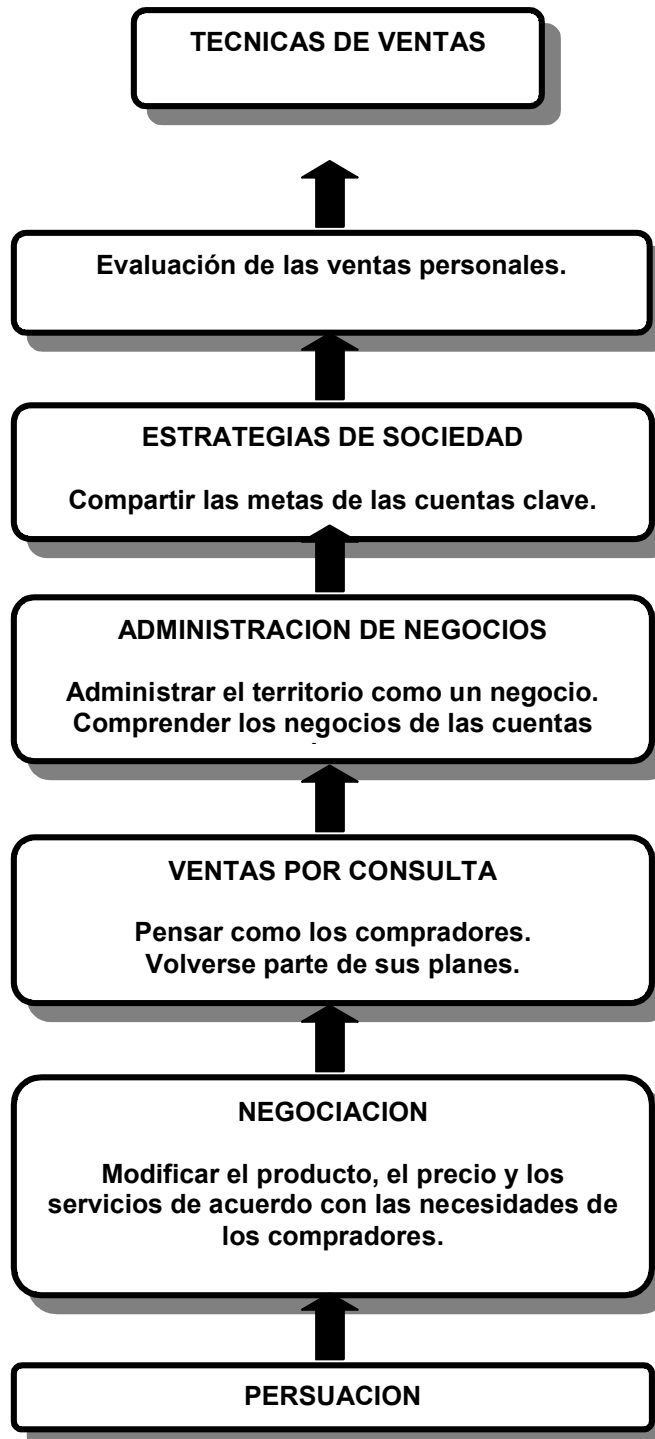 TECNICAS DE VENTAS
Evaluación de las ventas personales.
ESTRATEGIAS DE SOCIEDAD
Compartir las metas de las cuentas clave.
ADMINISTRACION DE NEGOCIOS
Administrar el territorio como un negocio.
Comprender los negocios de las cuentas
VENTAS POR CONSULTA
Pensar como los compradores.
Volverse parte de sus planes.
NEGOCIACION
Modificar el producto, el precio y los
servicios de acuerdo con las necesidades de
los compradores.
PERSUACION